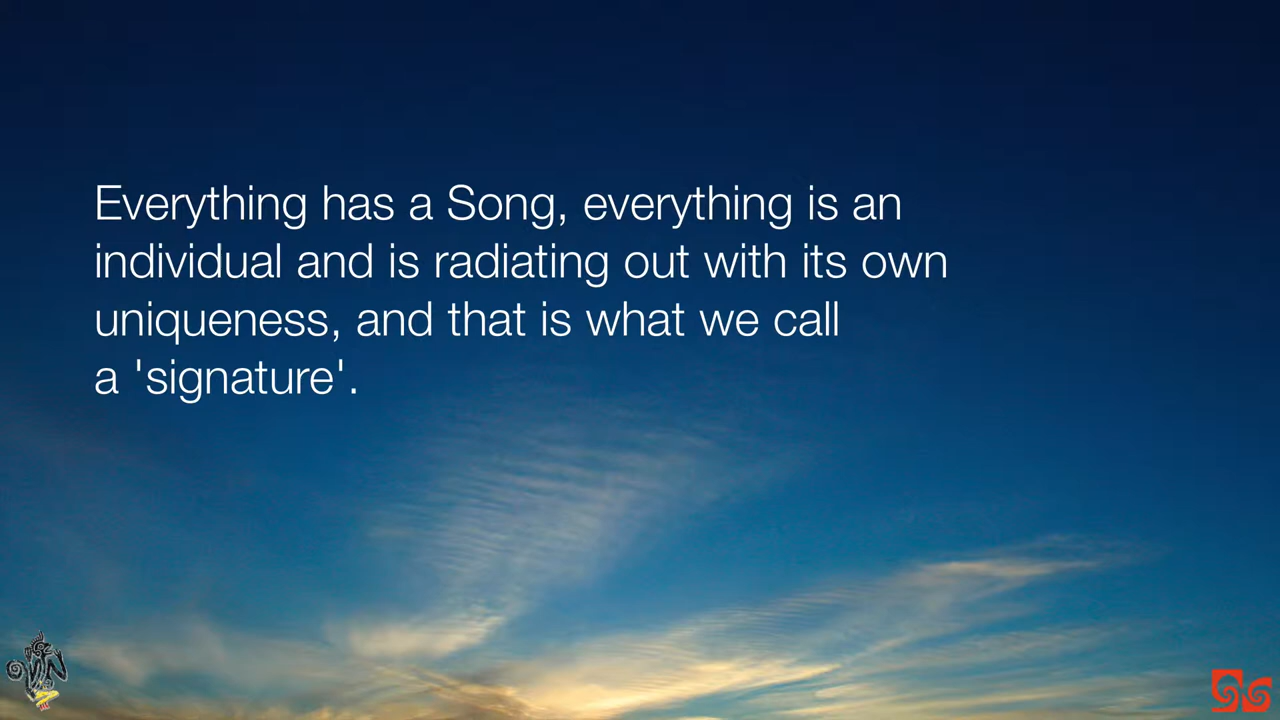 Everything has a Song, everything is an
individual and is radiating out with its own
uniqueness, and that is what we call
a 'signature'.